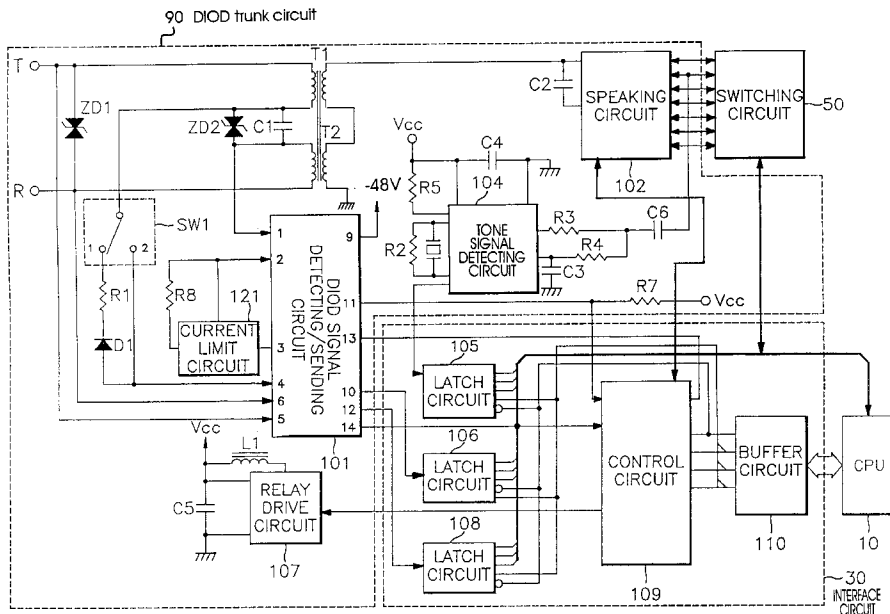 90 DIOD trunk circuit
T
T1
ZD1
ZD2
C1
T2
C2
SPEAKING
CIRCUIT
102
SWITCHING
CIRCUIT
50
Vcc
C4
R
-48V
R5
104
TONE
SIGNAL
DETECTING
CIRCUIT
R2
R3
R4
C3
C6
R7
Vcc
SW1
1
2
R1
D1
R8
121
CURRENT
LIMIT
CIRCUIT
1
2
3
4
6
5
9
11
13
10
12
14
DIOD SIGNAL
DETECTING/SENDING
CIRCUIT
101
105
LATCH
CIRCUIT
106
LATCH
CIRCUIT
108
LATCH
CIRCUIT
CONTROL
CIRCUIT
109
BUFFER
CIRCUIT
110
CPU
10
Vcc
L1
C5
RELAY
DRIVE
CIRCUIT
107
30
INTERFACE
CIRCUIT